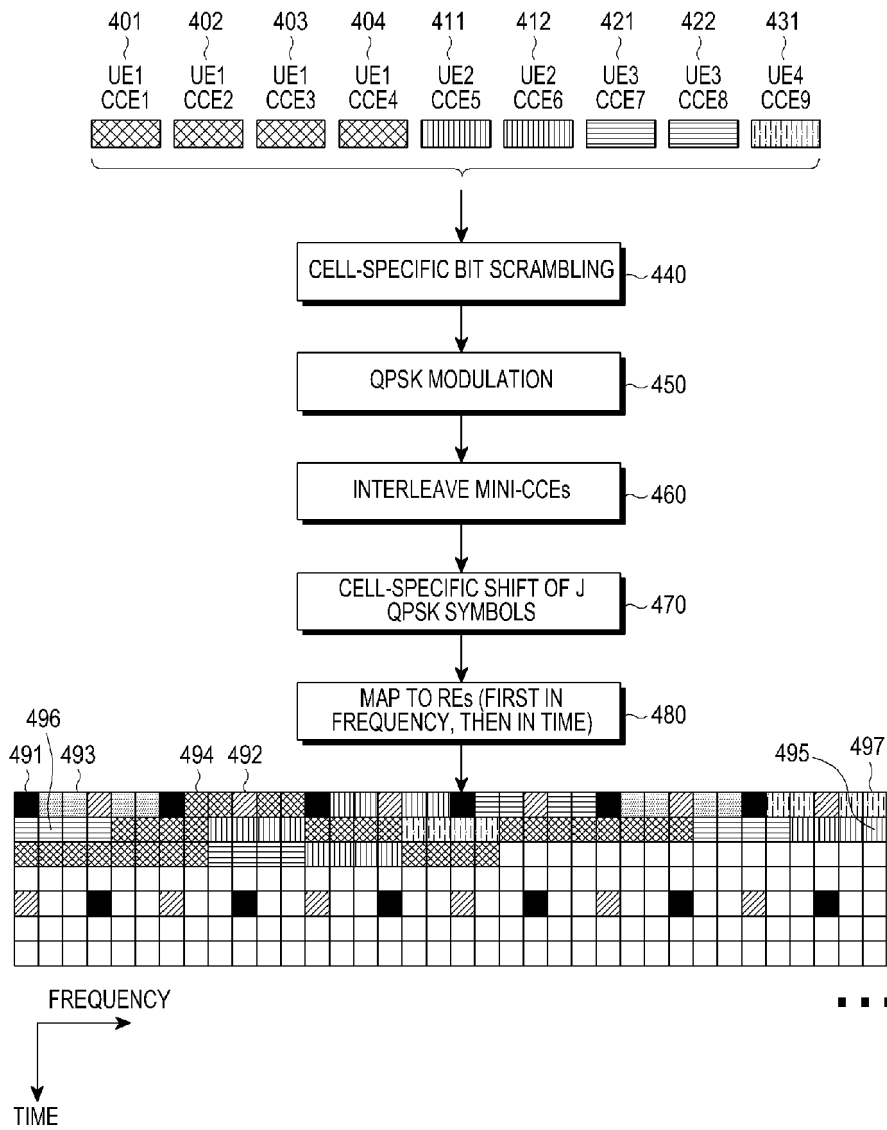 401 402 403 404 411 412 421 422 431
UE1 UE1 UE1 UE1 UE2 UE2 UE3 UE3 UE4
CCE1 CCE2 CCE3 CCE4 CCE5 CCE6 CCE7 CCE8 CCE9
CELL-SPECIFIC BIT SCRAMBLING
440
QPSK MODULATION
450
INTERLEAVE MINI-CCEs
460
CELL-SPECIFIC SHIFT OF J
QPSK SYMBOLS
470
MAP TO REs (FIRST IN
FREQUENCY, THEN IN TIME)
480
496
491 493 494 492 495 497
FREQUENCY
TIME